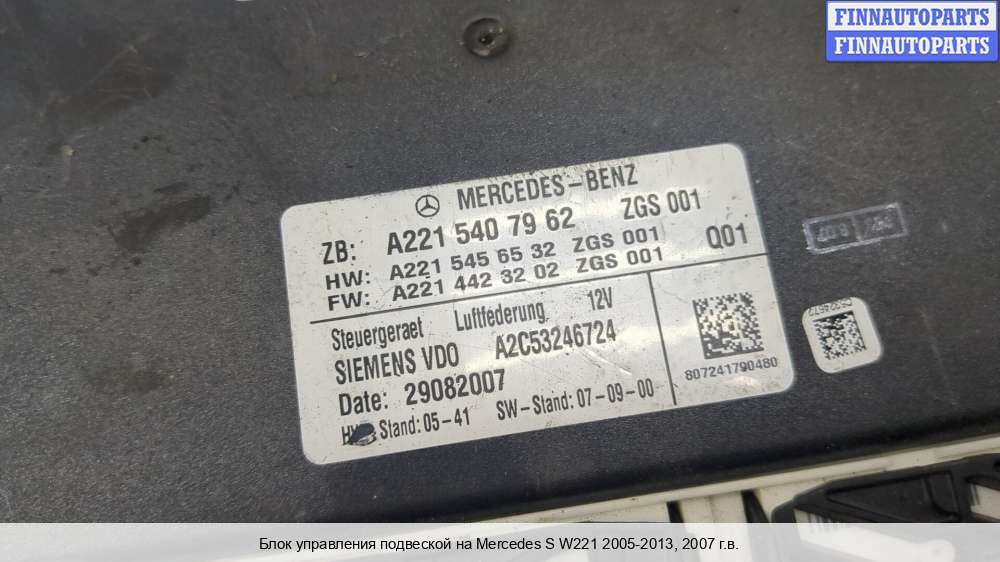 FINNAUTOPARTS
FINNAUTOPARTS
MERCEDES-BENZ
ZB: A221 540 79 62 ZGS 001
HW: A221 545 65 32 ZGS 001 Q01
FW: A221 442 32 02 ZGS 001
Steuergeraet Luftfederung 12V
SIEMENS VDO A2C53246724
Date: 29082007
Stand: 05-41 SW-Stand: 07-09-00
807241790480
Блок управления подвеской на Mercedes S W221 2005-2013, 2007 г.в.